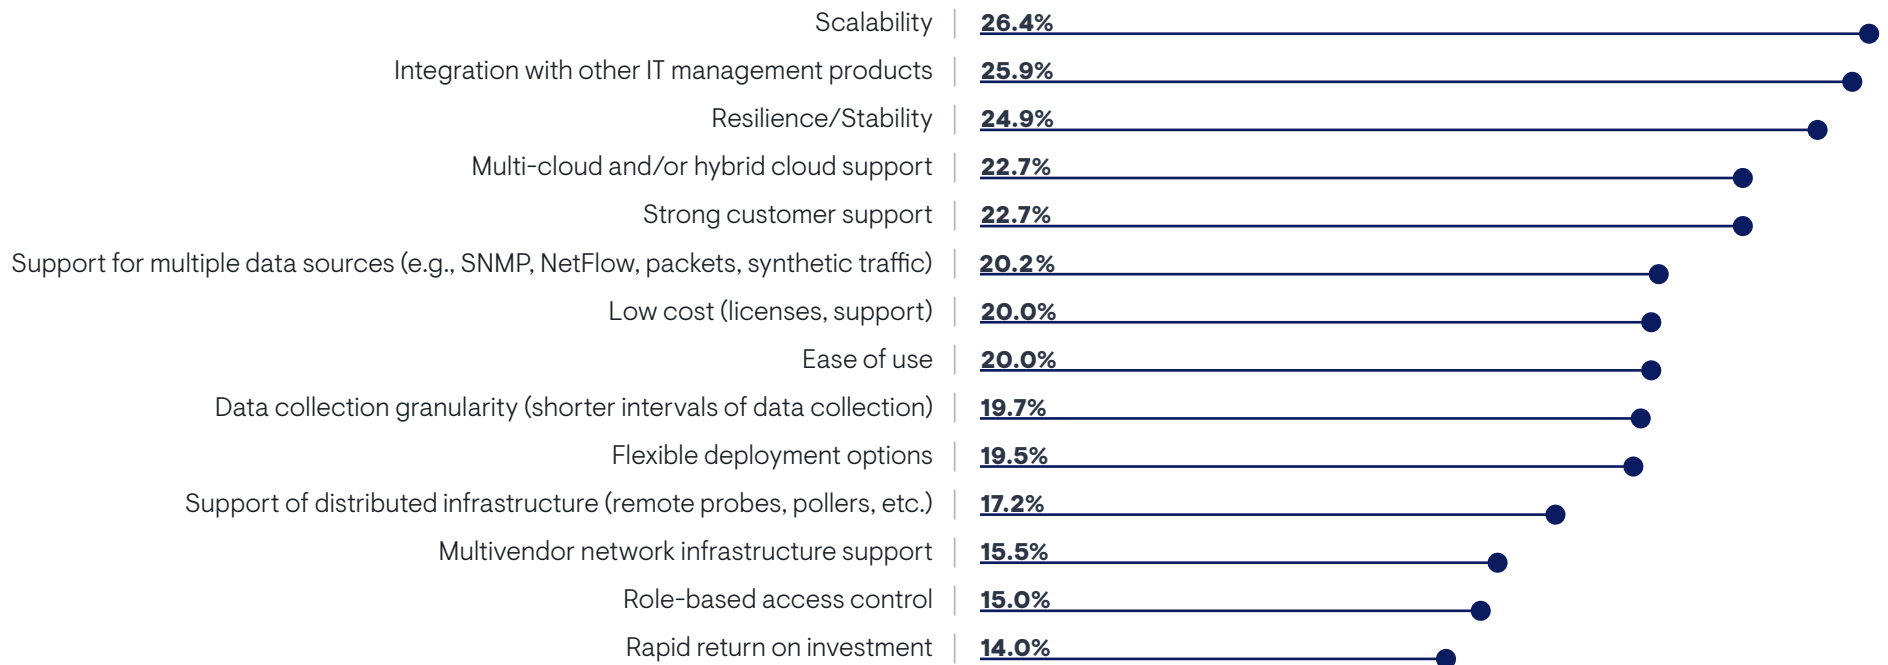 Scalability 26.4%
Integration with other IT management products 25.9%
Resilience/Stability 24.9%
Multi-cloud and/or hybrid cloud support 22.7%
Strong customer support 22.7%
Support for multiple data sources (e.g., SNMP, NetFlow, packets, synthetic traffic) 20.2%
Low cost (licenses, support) 20.0%
Ease of use 20.0%
Data collection granularity (shorter intervals of data collection) 19.7%
Flexible deployment options 19.5%
Support of distributed infrastructure (remote probes, pollers, etc.) 17.2%
Multivendor network infrastructure support 15.5%
Role-based access control 15.0%
Rapid return on investment 14.0%